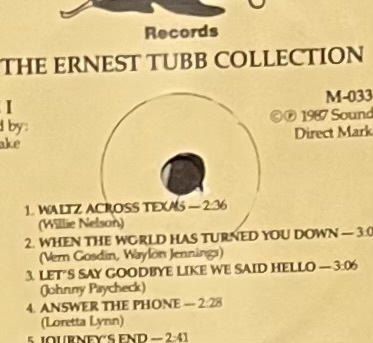 Records
THE ERNEST TUBB COLLECTION
I
M-033
d by:
©℗ 1987 Sound
ake
Direct Mark
1. WALTZ ACROSS TEXAS — 2:36
(Willie Nelson)
2. WHEN THE WORLD HAS TURNED YOU DOWN — 3:0
(Vern Gosdin, Waylon Jennings)
3. LET'S SAY GOODBYE LIKE WE SAID HELLO — 3:06
(Johnny Paycheck)
4. ANSWER THE PHONE — 2:28
(Loretta Lynn)
5. JOURNEY'S END — 2:41